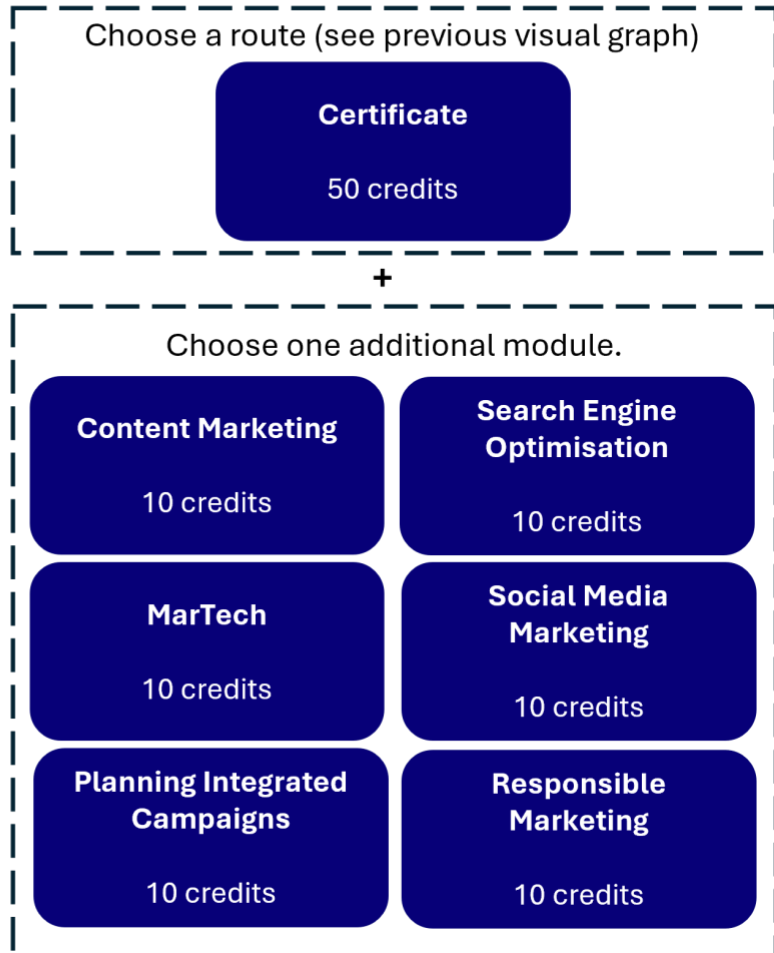 Choose a route (see previous visual graph)
Certificate
50 credits
+
Choose one additional module.
Content Marketing
10 credits
Search Engine
Optimisation
10 credits
MarTech
10 credits
Social Media
Marketing
10 credits
Planning Integrated
Campaigns
10 credits
Responsible
Marketing
10 credits